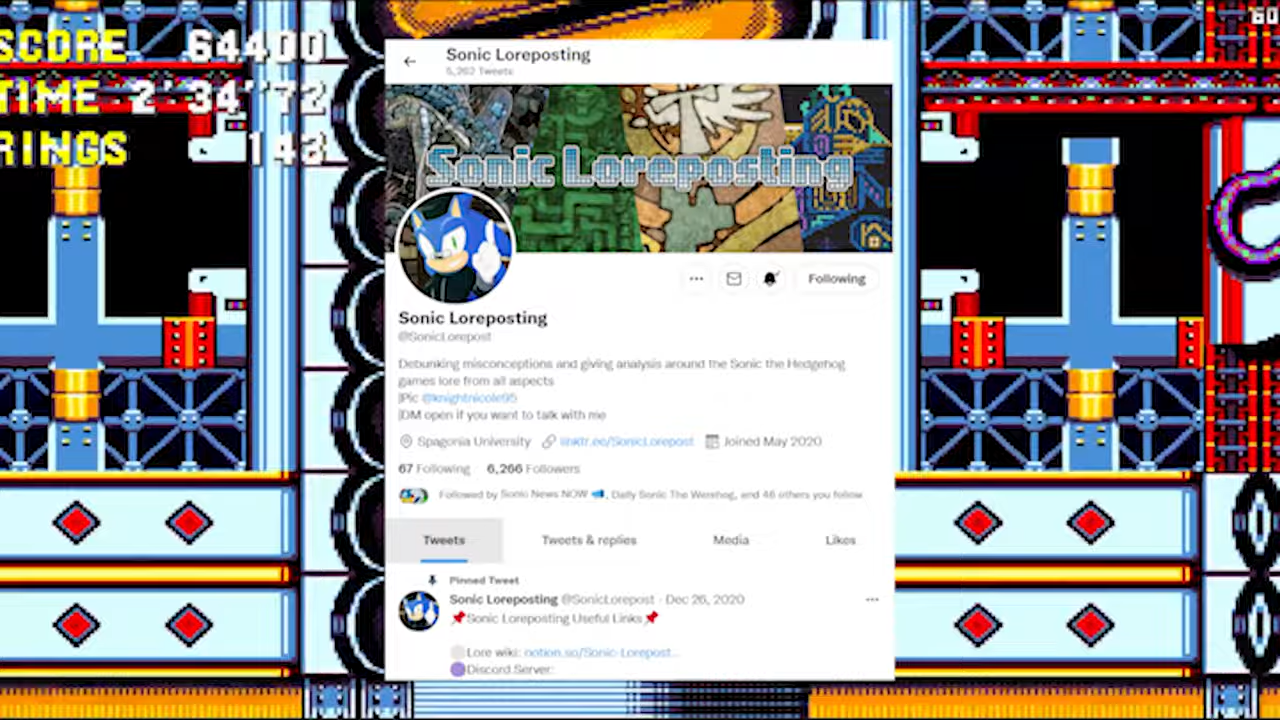 SCORE 64400
TIME 2'34"72
RINGS 143
60
Sonic Loreposting
5,262 Tweets
Sonic Loreposting
Following
Sonic Loreposting
@SonicLorepost
Debunking misconceptions and giving analysis around the Sonic the Hedgehog
games lore from all aspects
|Pic @knightnicole95
|DM open if you want to talk with me
Spagonia University linktr.ee/SonicLorepost Joined May 2020
67 Following 6,266 Followers
Followed by Sonic News NOW, Daily Sonic The Werehog, and 46 others you follow
Tweets Tweets & replies Media Likes
Pinned Tweet
Sonic Loreposting @SonicLorepost · Dec 26, 2020
📌Sonic Loreposting Useful Links📌
Lore wiki: notion.so/Sonic-Lorepost...
Discord Server: